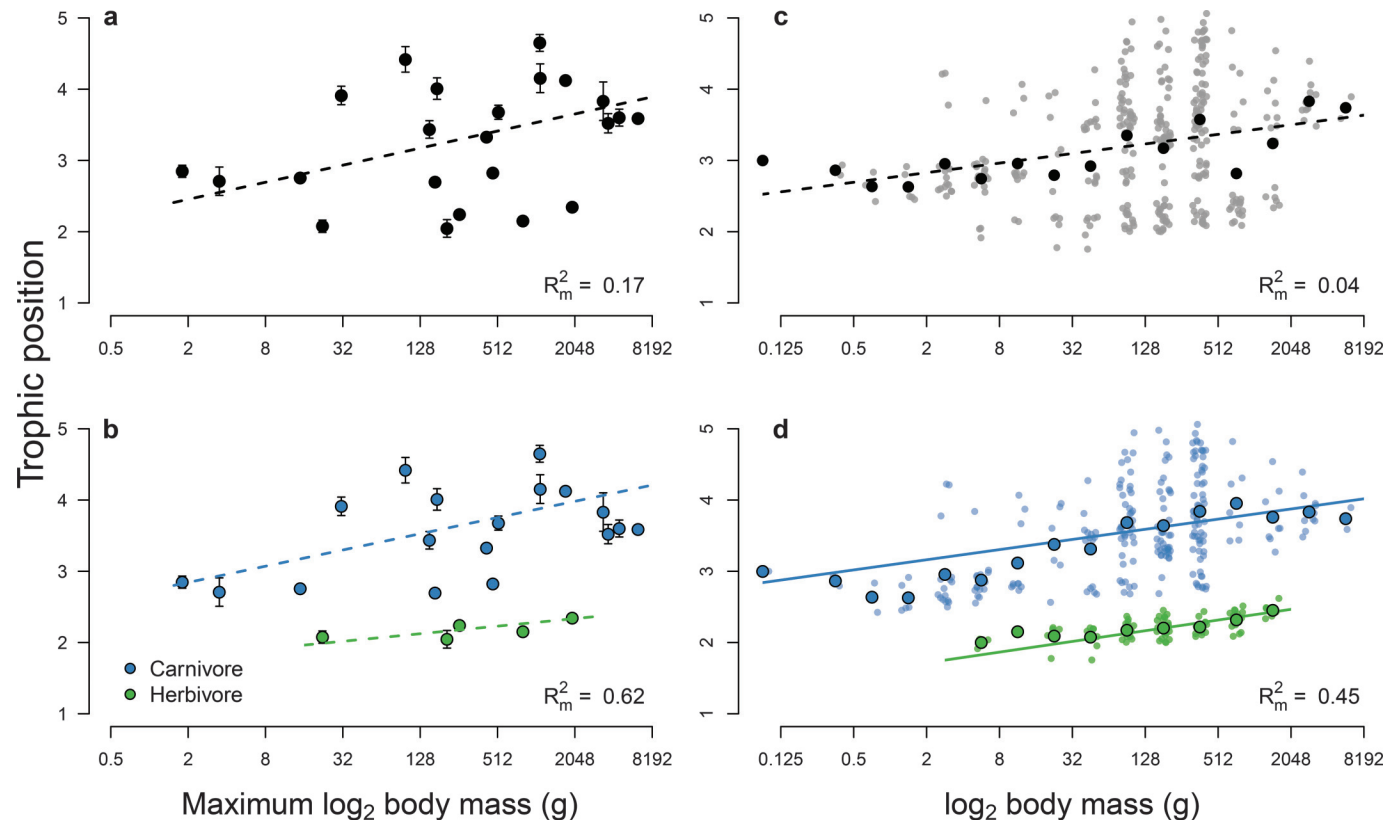 Trophic position
a
5
4
3
2
1
R²m = 0.17
0.5 2 8 32 128 512 2048 8192
c
5
4
3
2
1
R²m = 0.04
0.125 0.5 2 8 32 128 512 2048 8192
b
5
4
3
2
1
Carnivore
Herbivore
R²m = 0.62
0.5 2 8 32 128 512 2048 8192
Maximum log₂ body mass (g)
d
5
4
3
2
1
R²m = 0.45
0.125 0.5 2 8 32 128 512 2048 8192
log₂ body mass (g)